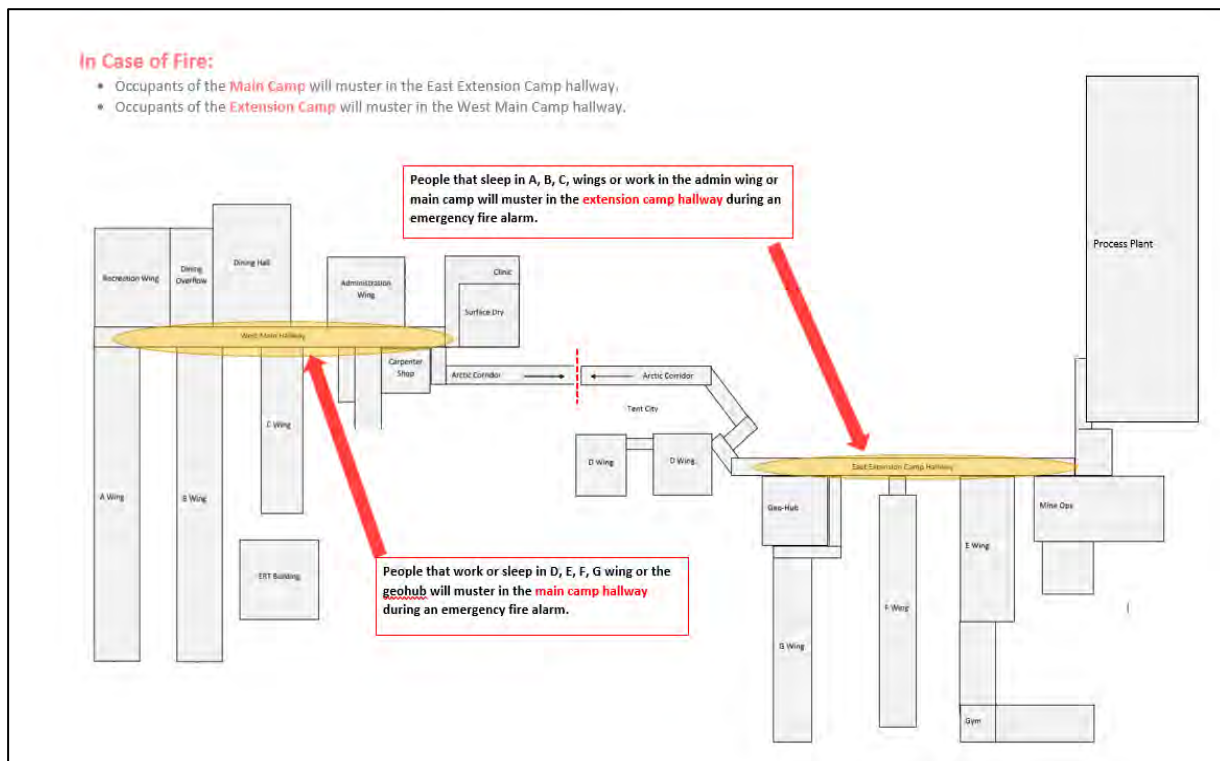 In Case of Fire:
• Occupants of the Main Camp will muster in the East Extension Camp hallway.
• Occupants of the Extension Camp will muster in the West Main Camp hallway.
People that sleep in A, B, C, wings or work in the admin wing or
main camp will muster in the extension camp hallway during an
emergency fire alarm.
Process Plant
Recreation Wing
Dining
Overflow
Dining Hall
Administration
Wing
Clinic
Surface Dry
West Main Hallway
Carpenter
Shop
Arctic Corridor
Arctic Corridor
Tent City
C Wing
D Wing
D Wing
East Extension Camp Hallway
A Wing
B Wing
Geo-Hub
Mine Ops
E Wing
ERT Building
People that work or sleep in D, E, F, G wing or the
geohub will muster in the main camp hallway
during an emergency fire alarm.
F Wing
G Wing
Gym